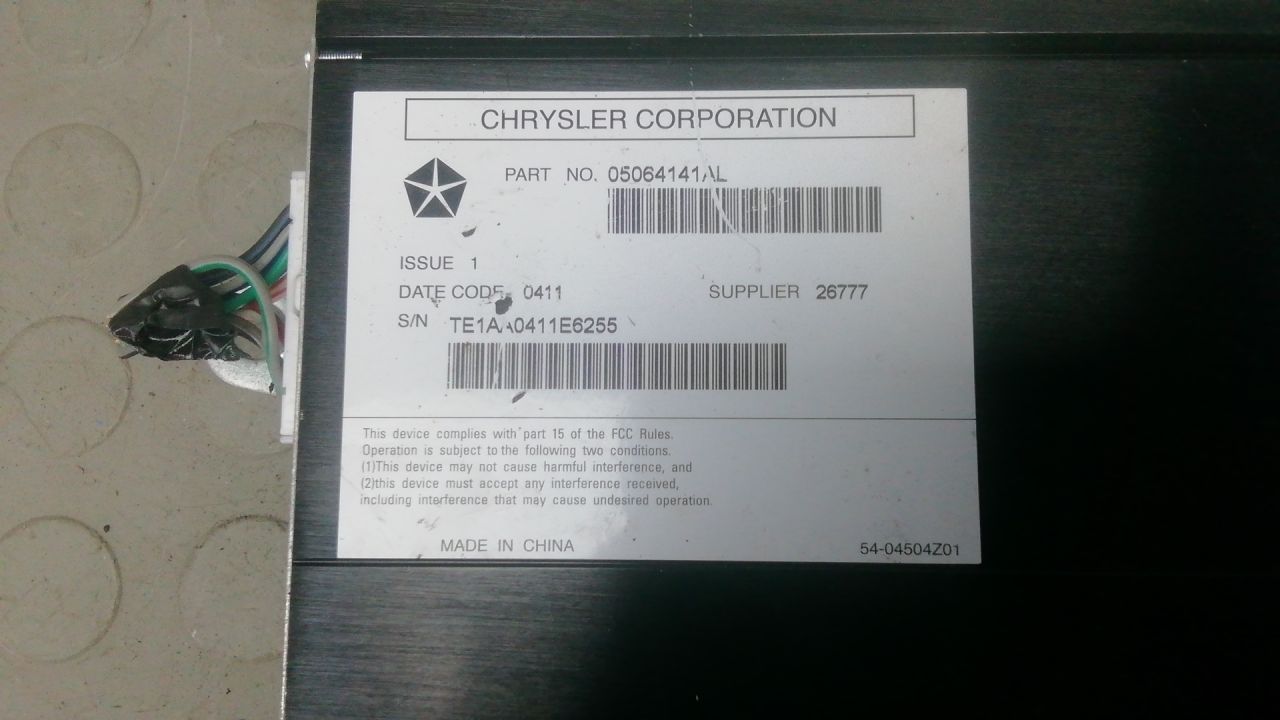 CHRYSLER CORPORATION
PART NO. 05064141AL
ISSUE 1
DATE CODE 0411 SUPPLIER 26777
S/N TE1AA0411E6255
This device complies with part 15 of the FCC Rules.
Operation is subject to the following two conditions.
(1)This device may not cause harmful interference, and
(2)this device must accept any interference received,
including interference that may cause undesired operation.
MADE IN CHINA 54-04504Z01